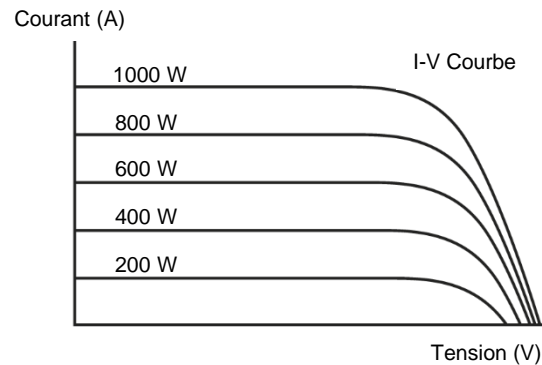 Courant (A)
I-V Courbe
1000 W
800 W
600 W
400 W
200 W
Tension (V)